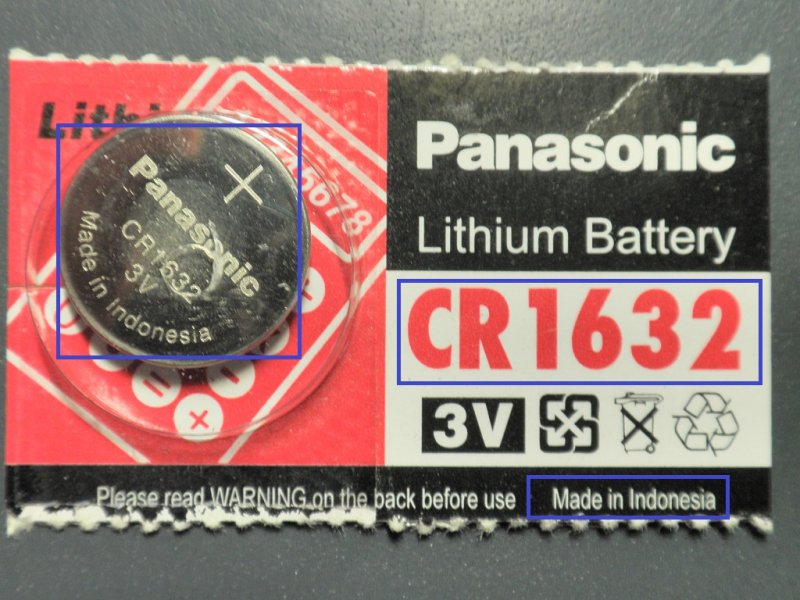 Panasonic
CR1632
3V
Made in Indonesia
5678
Panasonic
Lithium Battery
CR1632
3V
Please read WARNING on the back before use
Made in Indonesia